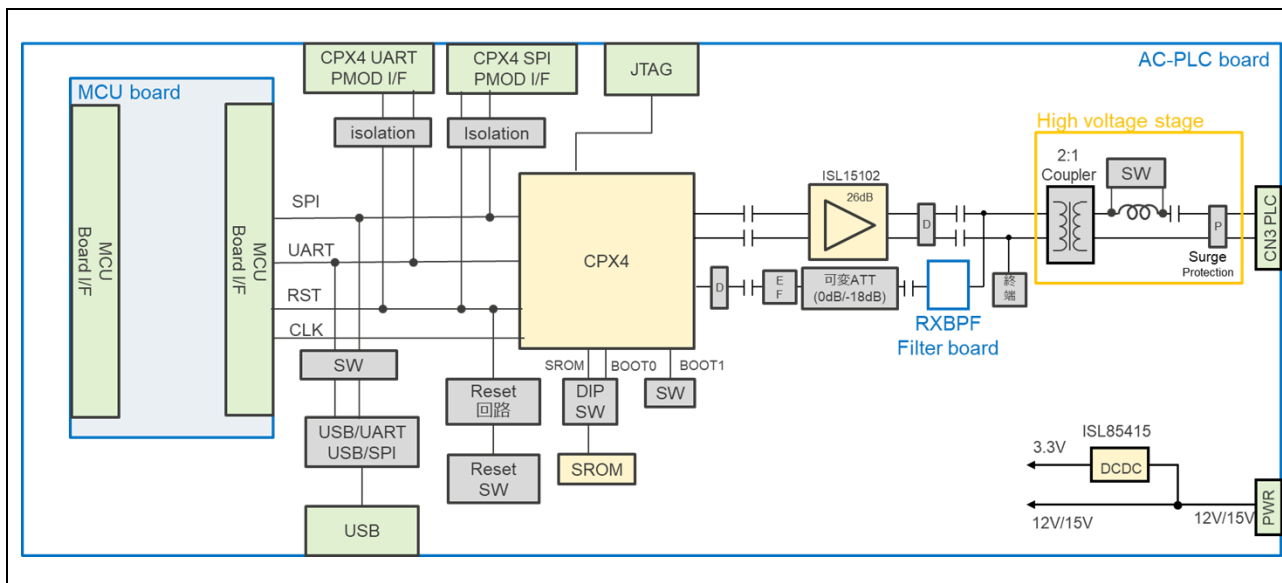 AC-PLC board
MCU board
MCU
Board I/F
MCU
Board I/F
CPX4 UART
PMOD I/F
CPX4 SPI
PMOD I/F
JTAG
isolation
Isolation
SPI
UART
RST
CLK
SW
USB/UART
USB/SPI
USB
Reset
回路
Reset
SW
CPX4
SROM
BOOT0
BOOT1
DIP
SW
SW
SROM
ISL15102
26dB
D
D
E
F
可変ATT
(0dB/-18dB)
RXBPF
Filter board
終
端
High voltage stage
2:1
Coupler
SW
P
Surge
Protection
CN3 PLC
ISL85415
3.3V
DCDC
12V/15V
12V/15V
PWR